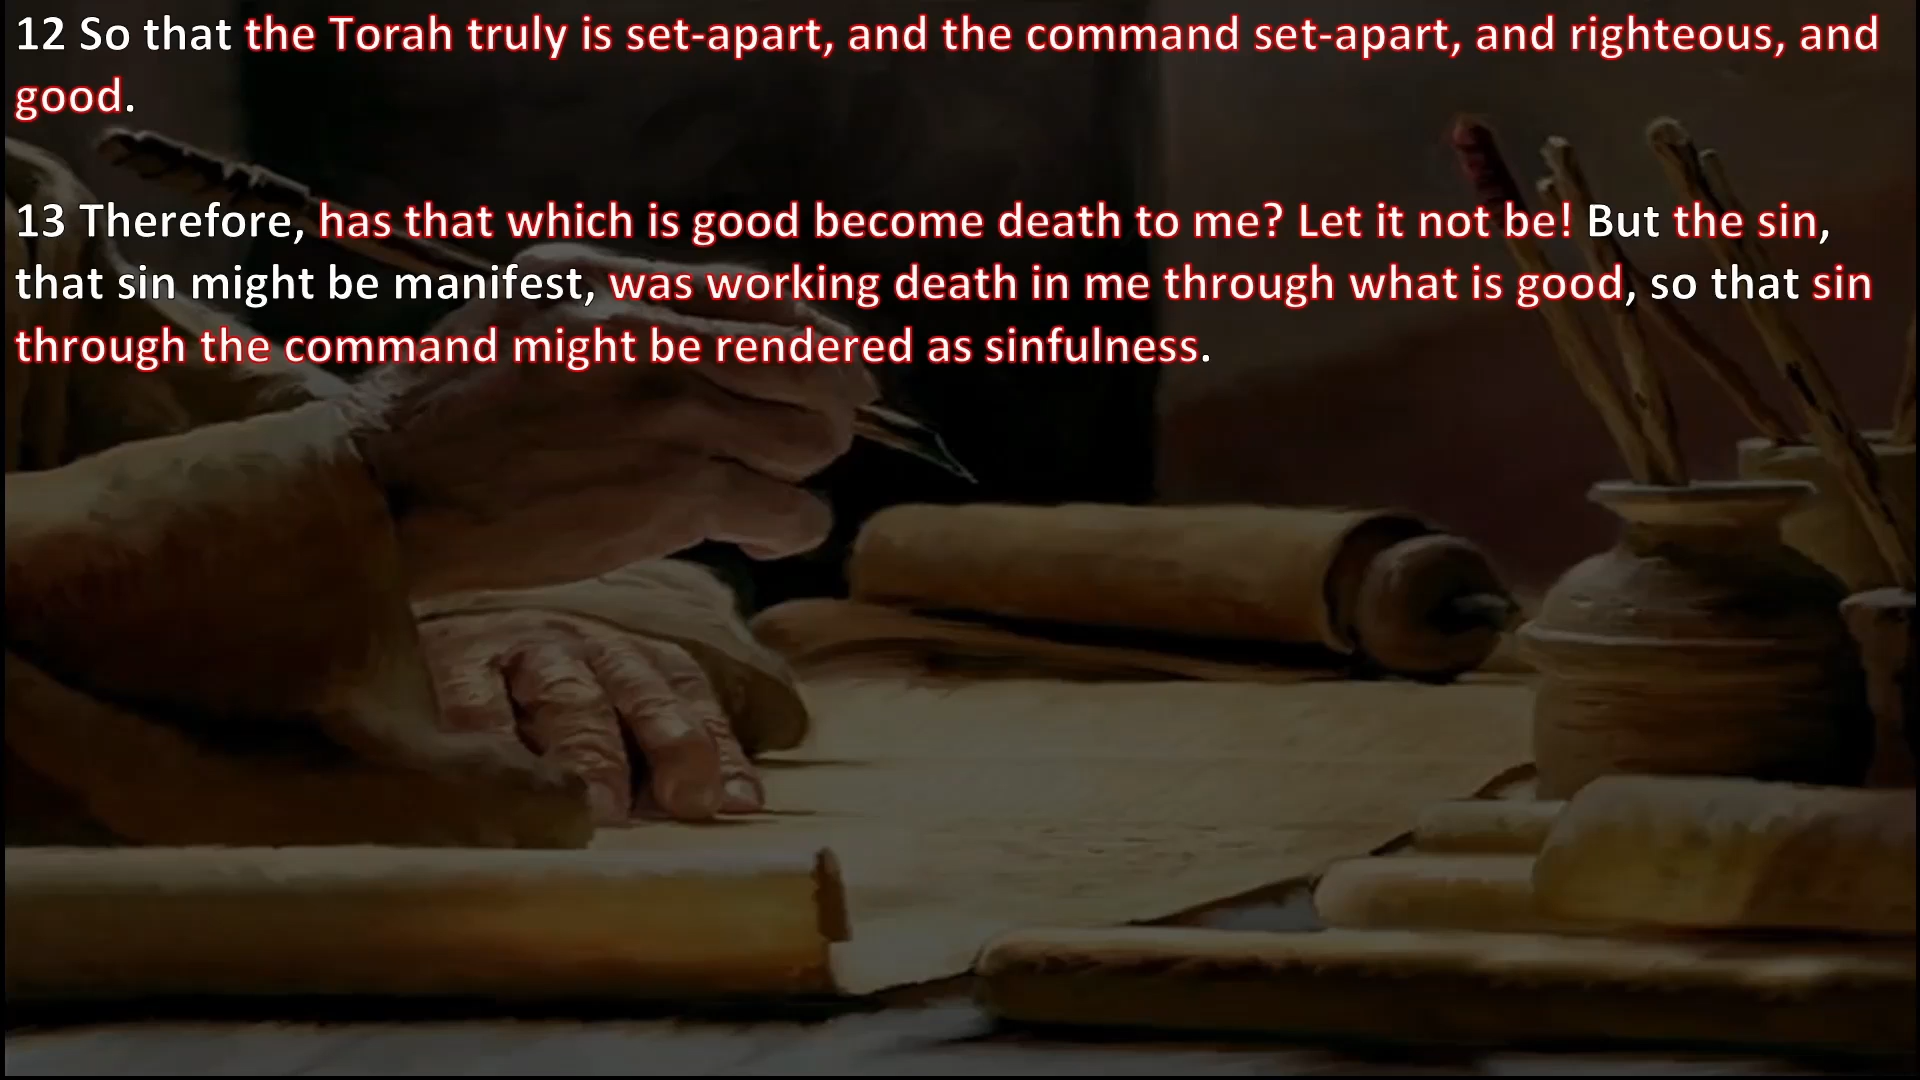 12 So that the Torah truly is set-apart, and the command set-apart, and righteous, and
good.
13 Therefore, has that which is good become death to me? Let it not be! But the sin,
that sin might be manifest, was working death in me through what is good, so that sin
through the command might be rendered as sinfulness.